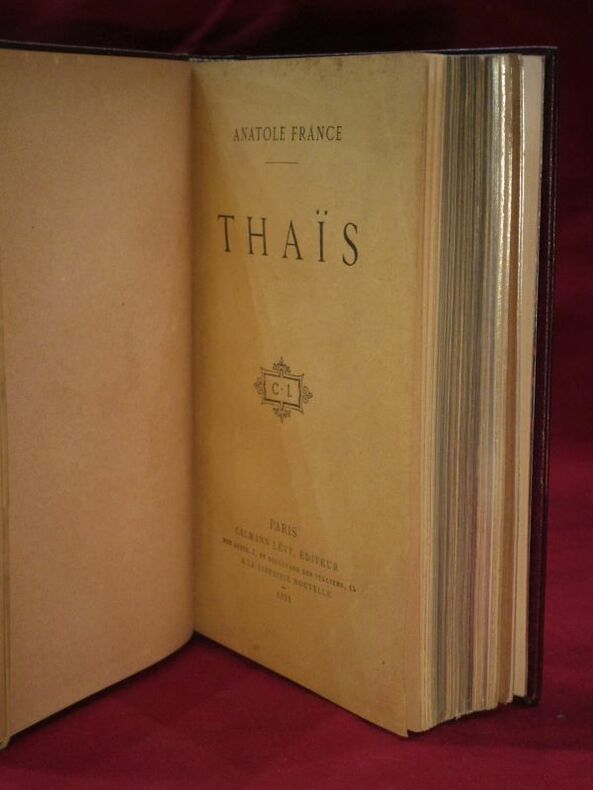 ANATOLE FRANCE
THAÏS
C·L
PARIS
CALMANN LÉVY, ÉDITEUR
RUE AUBER, 3, ET BOULEVARD DES ITALIENS, 15
A LA LIBRAIRIE NOUVELLE